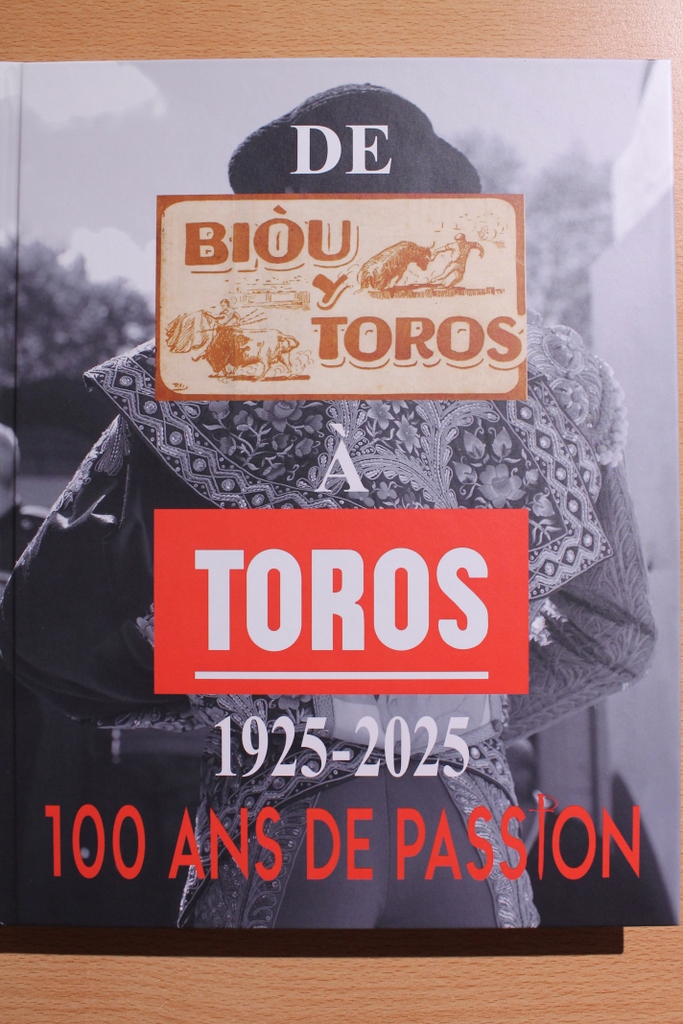 DE
BIÒU
Y
TOROS
À
TOROS
1925-2025
100 ANS DE PASSION